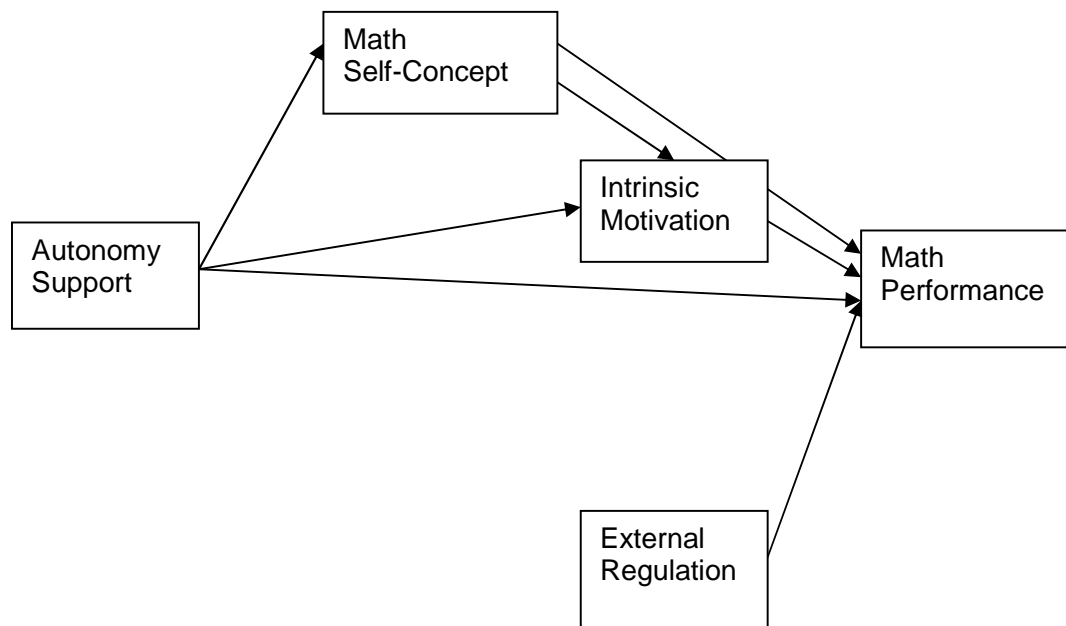 Math
Self-Concept
Intrinsic
Motivation
Autonomy
Support
Math
Performance
External
Regulation